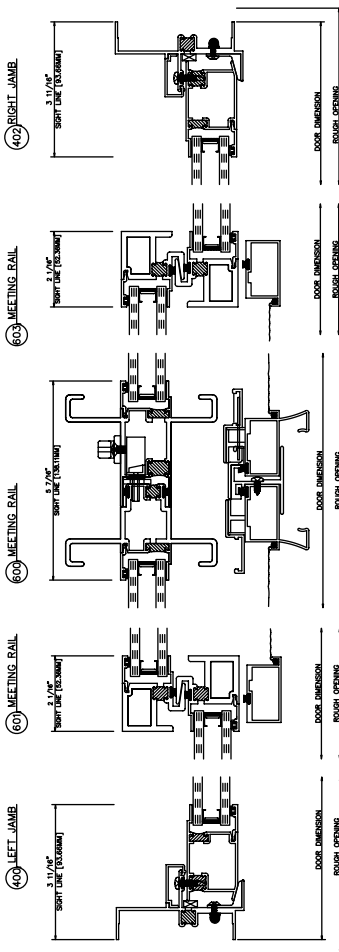 400 LEFT JAMB
3 11/16"
SIGHT LINE [93.66MM]
DOOR DIMENSION
ROUGH OPENING
601 MEETING RAIL
2 1/16"
SIGHT LINE [52.39MM]
DOOR DIMENSION
ROUGH OPENING
600 MEETING RAIL
5 7/16"
SIGHT LINE [138.11MM]
DOOR DIMENSION
ROUGH OPENING
603 MEETING RAIL
2 1/16"
SIGHT LINE [52.39MM]
DOOR DIMENSION
ROUGH OPENING
402 RIGHT JAMB
3 11/16"
SIGHT LINE [93.66MM]
DOOR DIMENSION
ROUGH OPENING